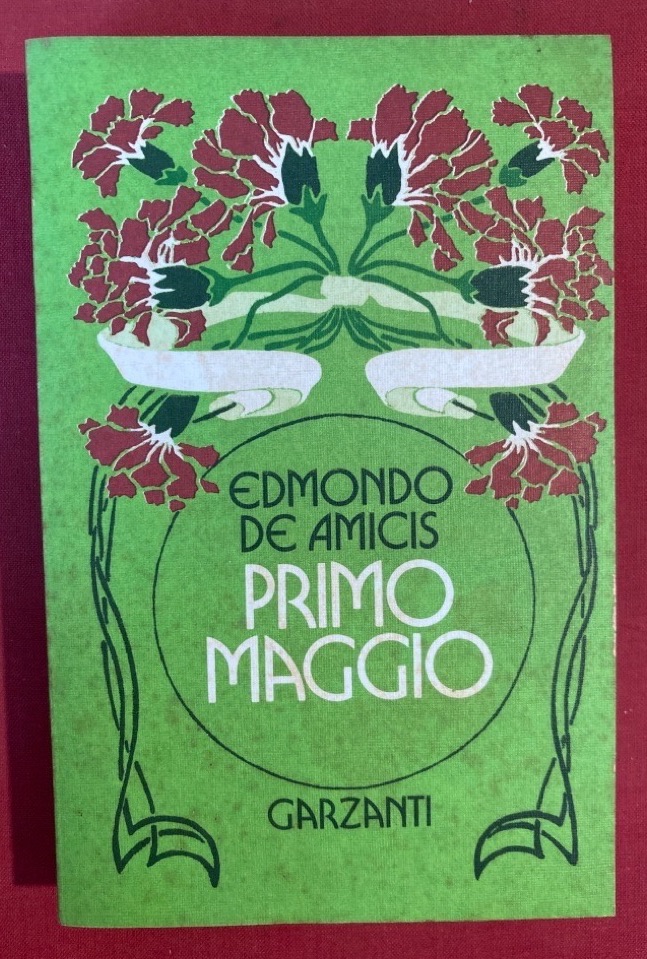 EDMONDO
DE AMICIS
PRIMO
MAGGIO
GARZANTI